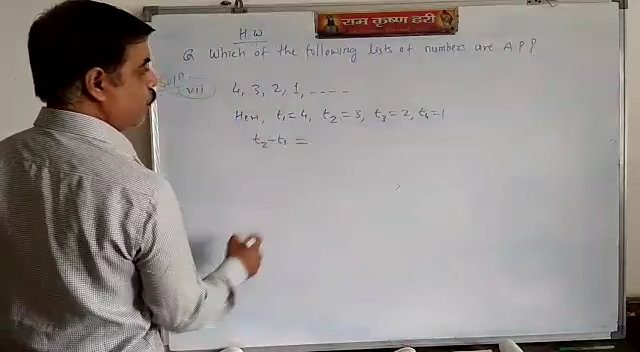 राम कृष्ण हरी
H.W
Q Which of the following lists of numbers are A P?
Solⁿ
vii 4, 3, 2, 1, ----
Here, t₁=4, t₂=3, t₃=2, t₄=1
t₂-t₁ =